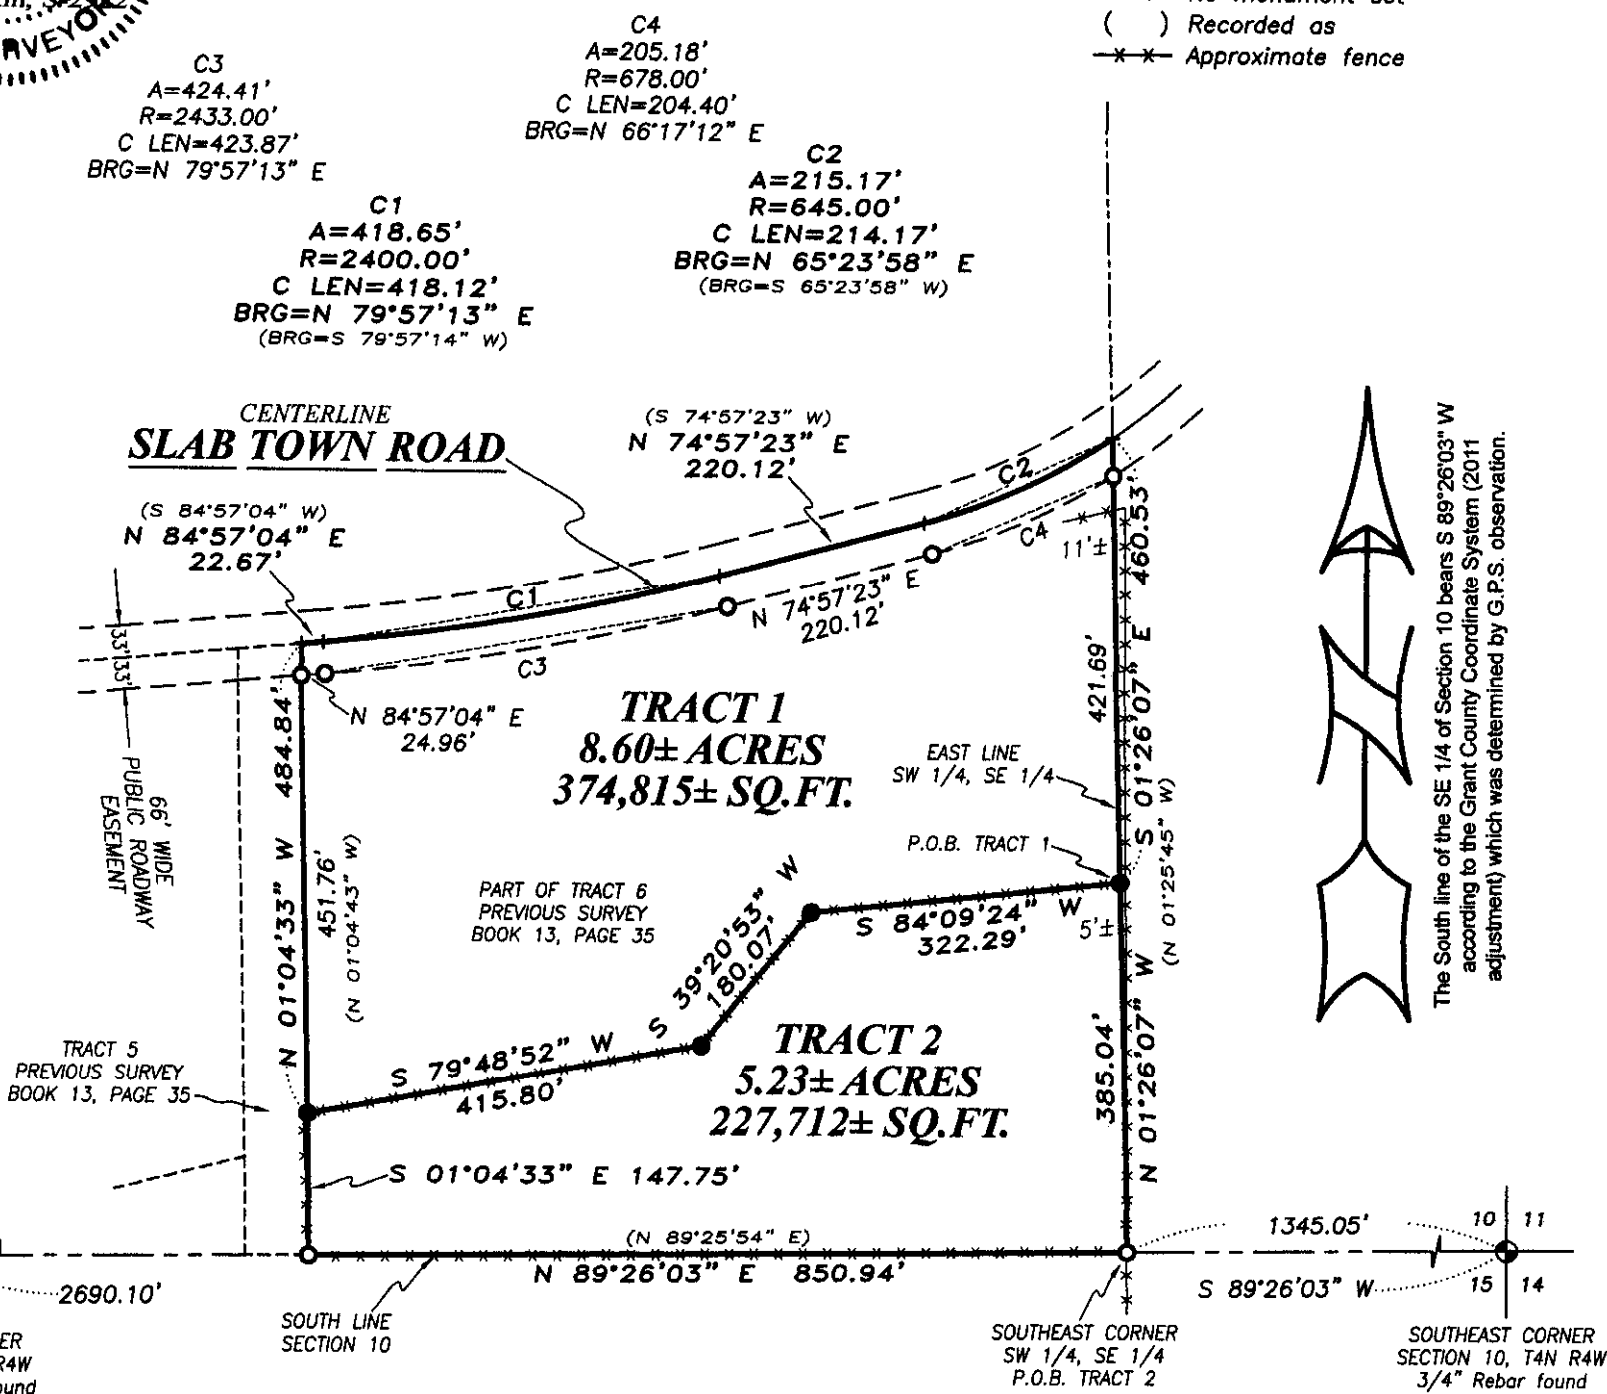 RVEYOR
( ) Recorded as
Approximate fence
C3
A=424.41'
R=2433.00'
C LEN=423.87'
BRG=N 79°57'13" E
C4
A=205.18'
R=678.00'
C LEN=204.40'
BRG=N 66°17'12" E
C1
A=418.65'
R=2400.00'
C LEN=418.12'
BRG=N 79°57'13" E
(BRG=S 79°57'14" W)
C2
A=215.17'
R=645.00'
C LEN=214.17'
BRG=N 65°23'58" E
(BRG=S 65°23'58" W)
CENTERLINE
SLAB TOWN ROAD
(S 74°57'23" W)
N 74°57'23" E
220.12'
(S 84°57'04" W)
N 84°57'04" E
22.67'
C1
C2
C3
C4
11'±
N 74°57'23" E
220.12'
33'
33'
66' WIDE
PUBLIC ROADWAY
EASEMENT
N 84°57'04" E
24.96'
TRACT 1
8.60± ACRES
374,815± SQ.FT.
EAST LINE
SW 1/4, SE 1/4
P.O.B. TRACT 1
421.69'
S 01°26'07" E 460.53'
(N 01°25'45" W)
N 01°04'33" W 484.84'
451.76'
(N 01°04'43" W)
PART OF TRACT 6
PREVIOUS SURVEY
BOOK 13, PAGE 35
S 39°20'53" W
180.07'
S 84°09'24" W
322.29'
5'±
S 79°48'52" W
415.80'
TRACT 2
5.23± ACRES
227,712± SQ.FT.
385.04'
N 01°26'07" W
TRACT 5
PREVIOUS SURVEY
BOOK 13, PAGE 35
S 01°04'33" E 147.75'
(N 89°25'54" E)
N 89°26'03" E 850.94'
2690.10'
1345.05'
S 89°26'03" W
10 11
15 14
SOUTH LINE
SECTION 10
SOUTHEAST CORNER
SW 1/4, SE 1/4
P.O.B. TRACT 2
SOUTHEAST CORNER
SECTION 10, T4N R4W
3/4" Rebar found
ER
R4W
ound
The South line of the SE 1/4 of Section 10 bears S 89°26'03" W
according to the Grant County Coordinate System (2011
adjustment) which was determined by G.P.S. observation.